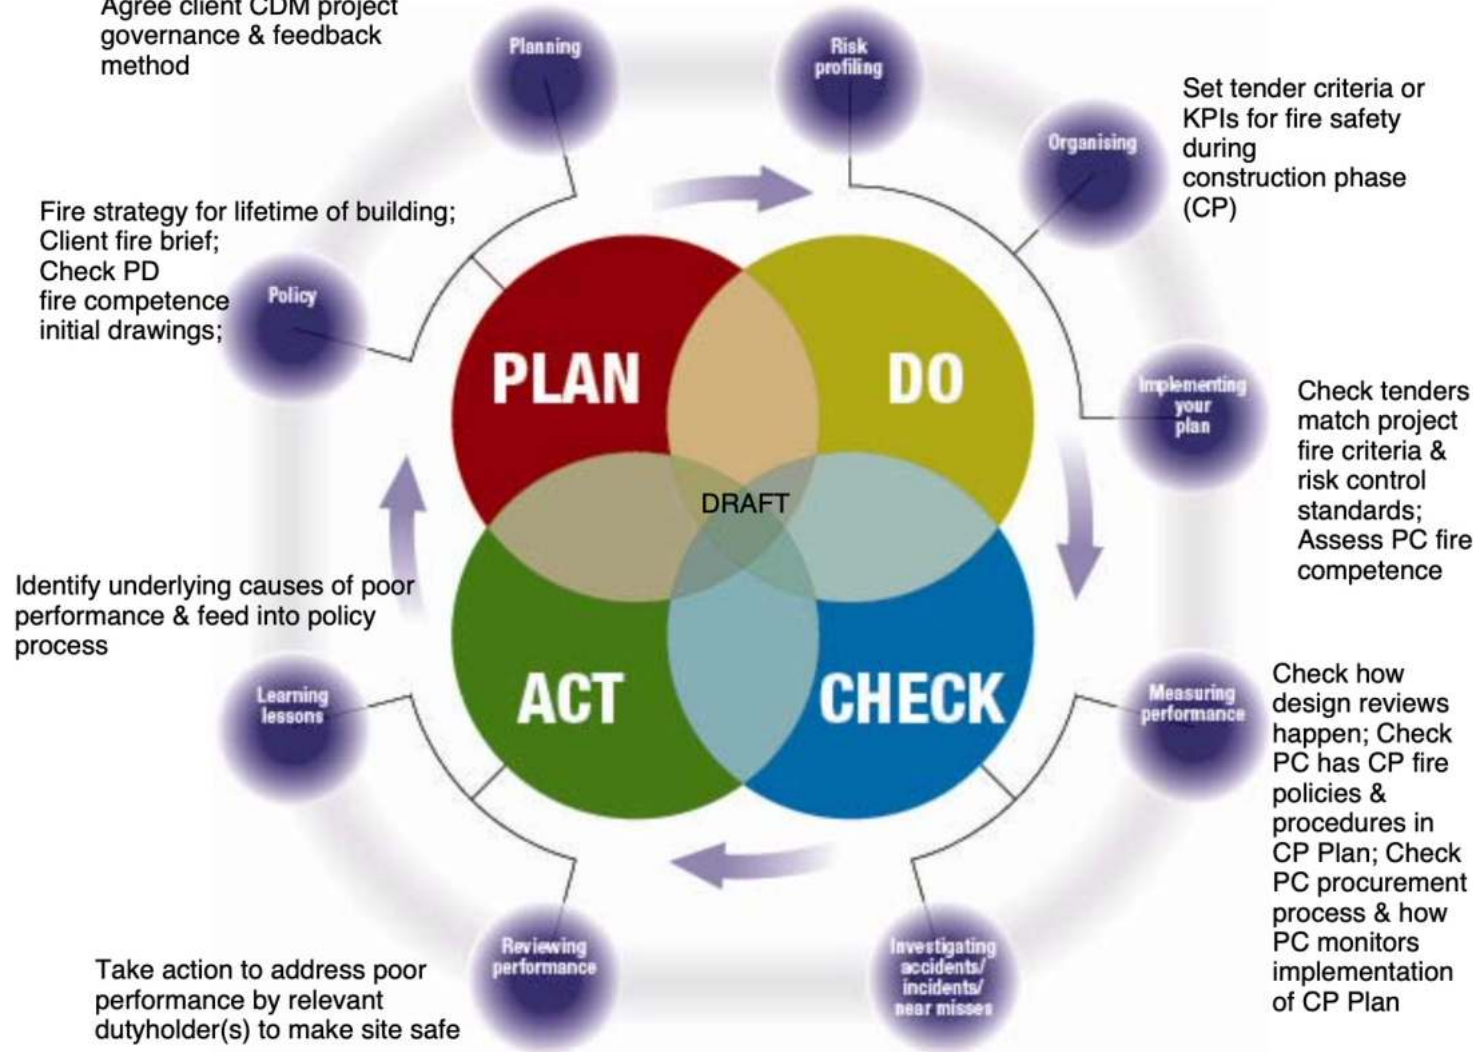 Agree client CDM project
governance & feedback
method
Planning
Risk
profiling
Organising
Set tender criteria or
KPIs for fire safety
during
construction phase
(CP)
Fire strategy for lifetime of building;
Client fire brief;
Check PD
fire competence
initial drawings;
Policy
PLAN
DO
Implementing
your
plan
Check tenders
match project
fire criteria &
risk control
standards;
Assess PC fire
competence
DRAFT
Identify underlying causes of poor
performance & feed into policy
process
Learning
lessons
ACT
CHECK
Measuring
performance
Check how
design reviews
happen; Check
PC has CP fire
policies &
procedures in
CP Plan; Check
PC procurement
process & how
PC monitors
implementation
of CP Plan
Reviewing
performance
Investigating
accidents/
incidents/
near misses
Take action to address poor
performance by relevant
dutyholder(s) to make site safe